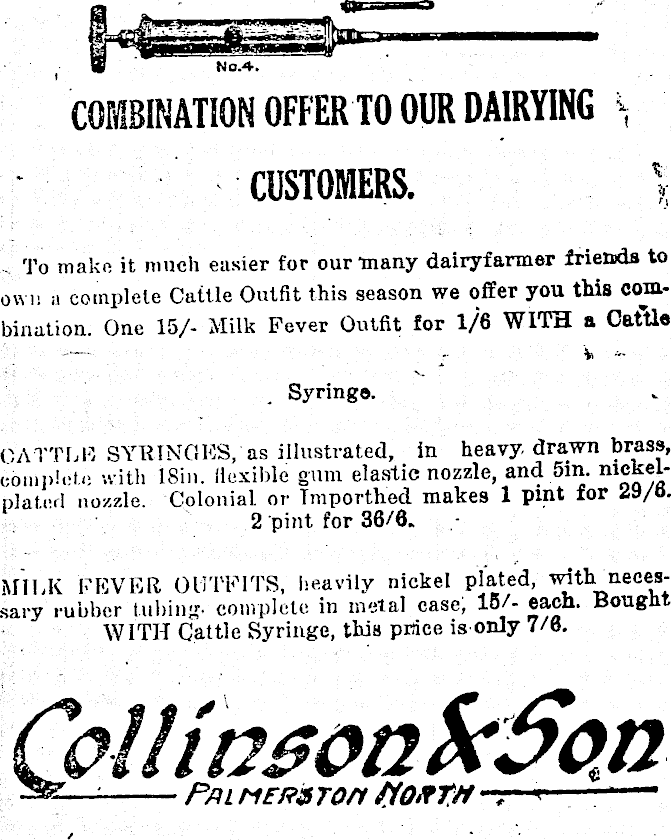 No.4.
COMBINATION OFFER TO OUR DAIRYING
CUSTOMERS.
To make it much easier for our many dairyfarmer friends to
own a complete Cattle Outfit this season we offer you this com-
bination. One 15/- Milk Fever Outfit for 1/6 WITH a Cattle
Syringe.
CATTLE SYRINGES, as illustrated, in heavy drawn brass,
complete with 18in. flexible gum elastic nozzle, and 5in. nickel-
plated nozzle. Colonial or Importhed makes 1 pint for 29/6.
2 pint for 36/6.
MILK FEVER OUTFITS, heavily nickel plated, with neces-
sary rubber tubing. complete in metal case, 15/- each. Bought
WITH Cattle Syringe, this price is only 7/6.
Collinson & Son
PALMERSTON NORTH